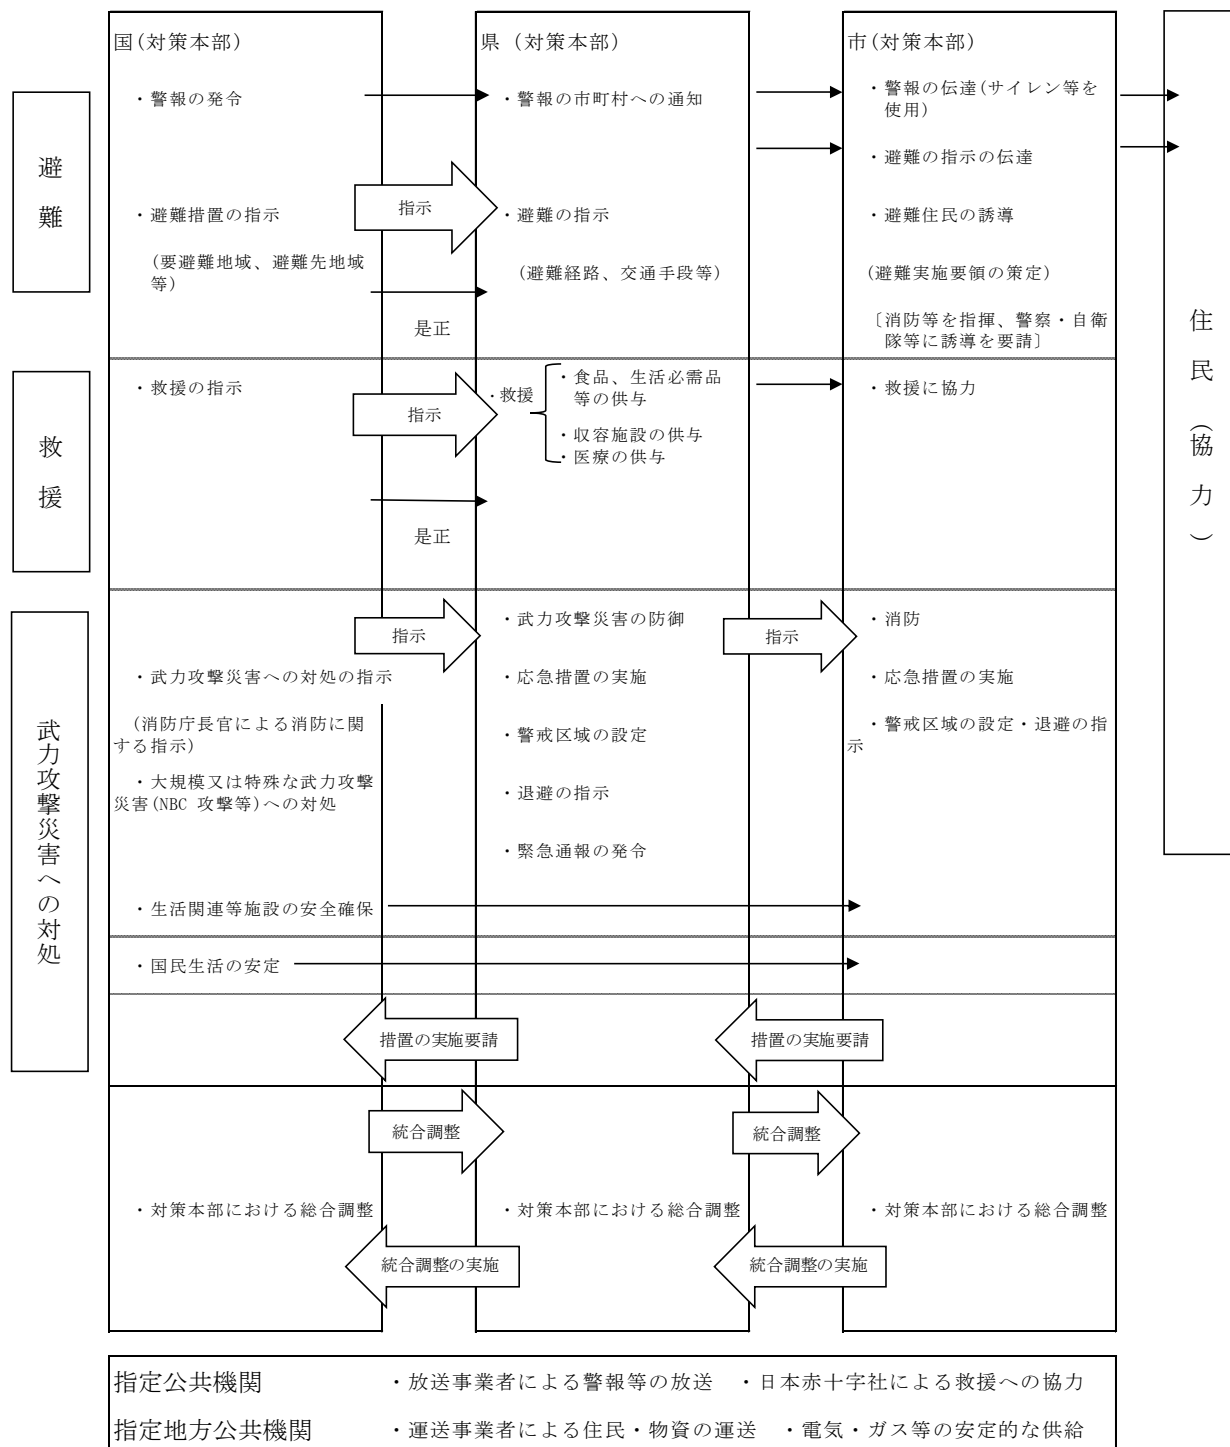 国(対策本部)
県 (対策本部)
市(対策本部)
避難
・警報の発令
・警報の市町村への通知
・警報の伝達(サイレン等を
使用)
・避難の指示の伝達
・避難措置の指示
指示
・避難の指示
・避難住民の誘導
(要避難地域、避難先地域
等)
(避難経路、交通手段等)
(避難実施要領の策定)
是正
〔消防等を指揮、警察・自衛
隊等に誘導を要請〕
住民(協力)
救援
・救援の指示
指示
・救援
・食品、生活必需品
等の供与
・収容施設の供与
・医療の供与
・救援に協力
是正
武力攻撃災害への対処
指示
・武力攻撃災害の防御
指示
・消防
・武力攻撃災害への対処の指示
・応急措置の実施
・応急措置の実施
(消防庁長官による消防に関
する指示)
・警戒区域の設定
・警戒区域の設定・退避の指
示
・大規模又は特殊な武力攻撃
災害(NBC 攻撃等)への対処
・退避の指示
・緊急通報の発令
・生活関連等施設の安全確保
・国民生活の安定
措置の実施要請
措置の実施要請
統合調整
統合調整
・対策本部における総合調整
・対策本部における総合調整
・対策本部における総合調整
統合調整の実施
統合調整の実施
指定公共機関 ・放送事業者による警報等の放送 ・日本赤十字社による救援への協力
指定地方公共機関 ・運送事業者による住民・物資の運送 ・電気・ガス等の安定的な供給